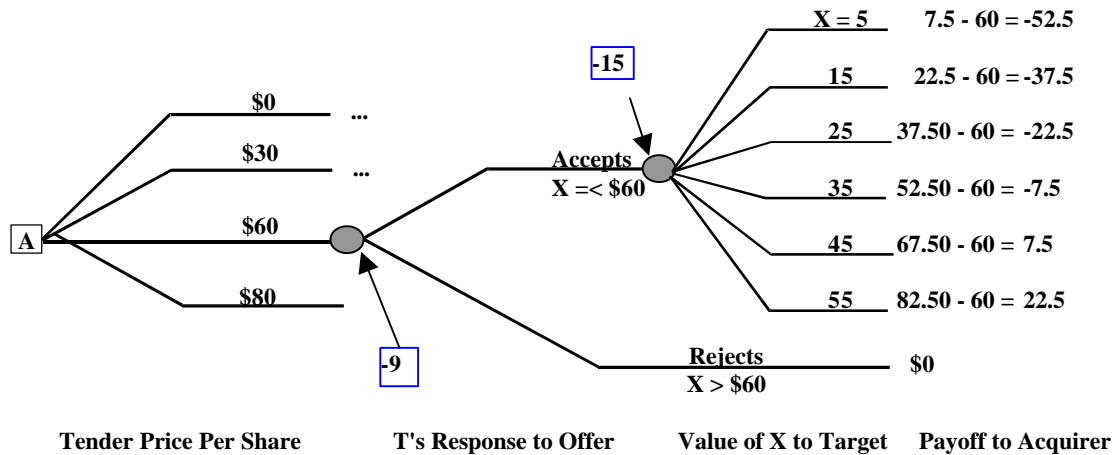 X = 5 7.5 - 60 = -52.5
-15
15 22.5 - 60 = -37.5
$0 ...
25 37.50 - 60 = -22.5
$30 ...
Accepts
X =< $60
35 52.50 - 60 = -7.5
A
$60
45 67.50 - 60 = 7.5
$80
55 82.50 - 60 = 22.5
-9
Rejects
X > $60
$0
Tender Price Per Share T's Response to Offer Value of X to Target Payoff to Acquirer